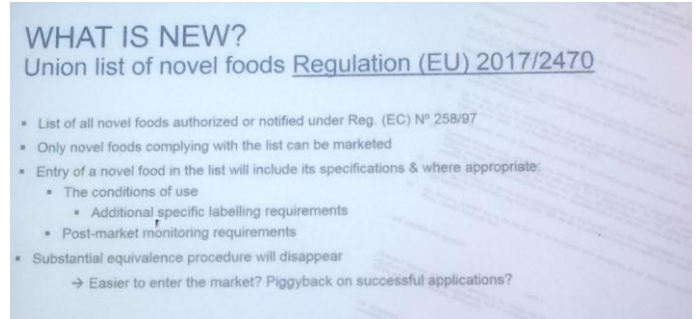 WHAT IS NEW?
Union list of novel foods Regulation (EU) 2017/2470
▪ List of all novel foods authorized or notified under Reg. (EC) Nº 258/97
▪ Only novel foods complying with the list can be marketed
▪ Entry of a novel food in the list will include its specifications & where appropriate:
▪ The conditions of use
▪ Additional specific labelling requirements
▪ Post-market monitoring requirements
▪ Substantial equivalence procedure will disappear
→ Easier to enter the market? Piggyback on successful applications?